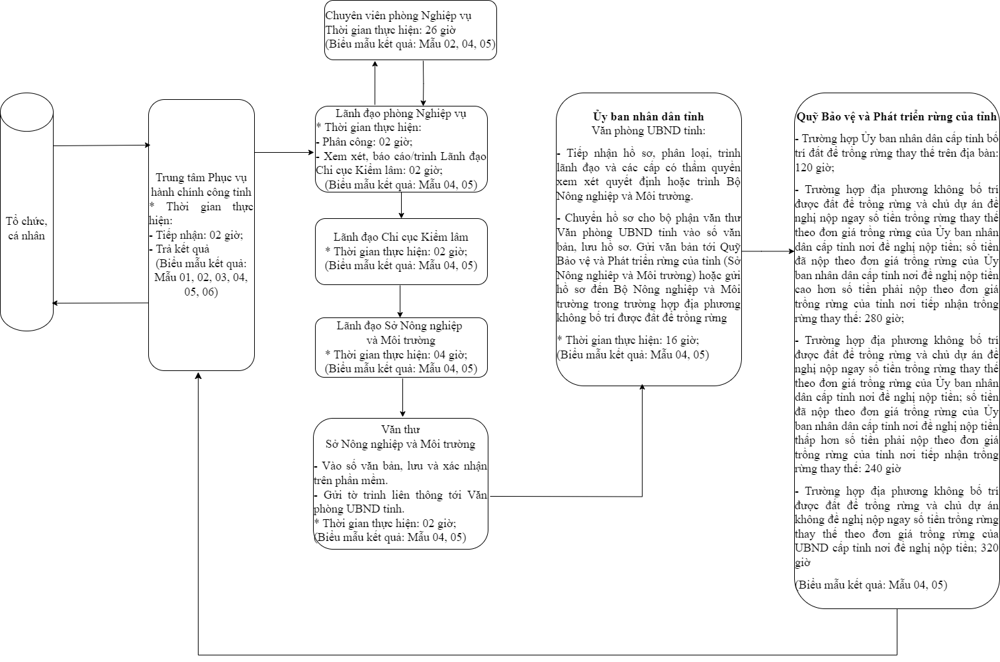 Chuyên viên phòng Nghiệp vụ
Thời gian thực hiện: 26 giờ
(Biểu mẫu kết quả: Mẫu 02, 04, 05)
Tổ chức,
cá nhân
Trung tâm Phục vụ
hành chính công tỉnh
* Thời gian thực
hiện:
- Tiếp nhận: 02 giờ;
- Trả kết quả
(Biểu mẫu kết quả:
Mẫu 01, 02, 03, 04,
05, 06)
Lãnh đạo phòng Nghiệp vụ
* Thời gian thực hiện:
- Phân công: 02 giờ;
- Xem xét, báo cáo/trình Lãnh đạo
Chi cục Kiểm lâm: 02 giờ;
(Biểu mẫu kết quả: Mẫu 04, 05)
Lãnh đạo Chi cục Kiểm lâm
* Thời gian thực hiện: 02 giờ;
(Biểu mẫu kết quả: Mẫu 04, 05)
Lãnh đạo Sở Nông nghiệp
và Môi trường
* Thời gian thực hiện: 04 giờ;
(Biểu mẫu kết quả: Mẫu 04, 05)
Văn thư
Sở Nông nghiệp và Môi trường
- Vào số văn bản, lưu và xác nhận
trên phần mềm.
- Gửi tờ trình liên thông tới Văn
phòng UBND tỉnh.
* Thời gian thực hiện: 02 giờ;
(Biểu mẫu kết quả: Mẫu 04, 05)
Ủy ban nhân dân tỉnh
Văn phòng UBND tỉnh:
- Tiếp nhận hồ sơ, phân loại, trình
lãnh đạo và các cấp có thẩm quyền
xem xét quyết định hoặc trình Bộ
Nông nghiệp và Môi trường.
- Chuyển hồ sơ cho bộ phận văn thư
Văn phòng UBND tỉnh vào số văn
bản, lưu hồ sơ. Gửi văn bản tới Quỹ
Bảo vệ và Phát triển rừng của tỉnh (Sở
Nông nghiêp và Môi trường) hoặc gửi
hồ sơ đến Bộ Nông nghiệp và Môi
trường trong trường hợp địa phương
không bố trí được đất để trồng rừng
* Thời gian thực hiện: 16 giờ;
(Biểu mẫu kết quả: Mẫu 04, 05)
Quỹ Bảo vệ và Phát triển rừng của tỉnh
- Trường hợp Ủy ban nhân dân cấp tỉnh bố
trí đất để trồng rừng thay thế trên địa bàn:
120 giờ;
- Trường hợp địa phương không bố trí
được đất để trồng rừng và chủ dự án đề
nghị nộp ngay số tiền trồng rừng thay thế
theo đơn giá trồng rừng của Ủy ban nhân
dân cấp tỉnh nơi đề nghị nộp tiền; số tiền
đã nộp theo đơn giá trồng rừng của Ủy
ban nhân dân cấp tỉnh nơi đề nghị nộp tiền
cao hơn số tiền phải nộp theo đơn giá
trồng rừng của tỉnh nơi tiếp nhận trồng
rừng thay thế: 280 giờ;
- Trường hợp địa phương không bố trí
được đất để trồng rừng và chủ dự án đề
nghị nộp ngay số tiền trồng rừng thay thế
theo đơn giá trồng rừng của Ủy ban nhân
dân cấp tỉnh nơi đề nghị nộp tiền; số tiền
đã nộp theo đơn giá trồng rừng của Ủy
ban nhân dân cấp tỉnh nơi đề nghị nộp tiền
thấp hơn số tiền phải nộp theo đơn giá
trồng rừng của tỉnh nơi tiếp nhận trồng
rừng thay thế: 240 giờ
- Trường hợp địa phương không bố trí
được đất để trồng rừng và chủ dự án
không đề nghị nộp ngay số tiền trồng rừng
thay thế theo đơn giá trồng rừng của
UBND cấp tỉnh nơi đề nghị nộp tiền; 320
giờ
(Biểu mẫu kết quả: Mẫu 04, 05)